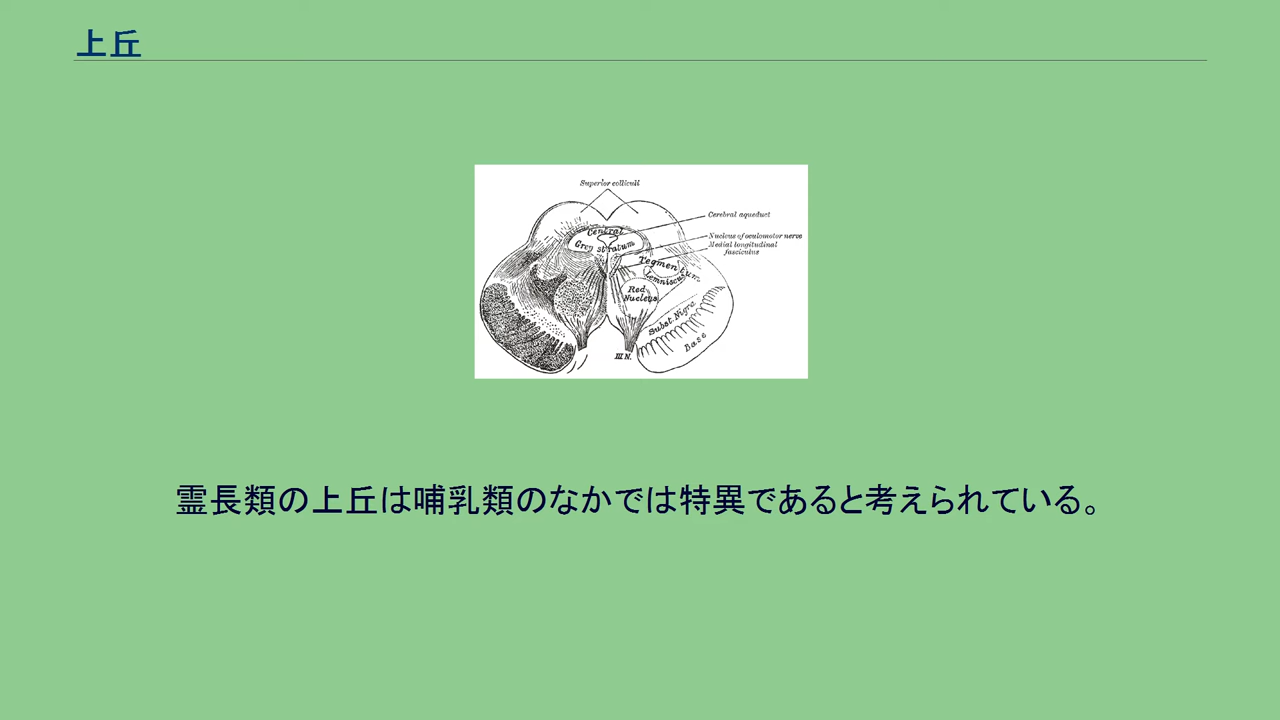 上丘
Superior colliculi
Cerebral aqueduct
Nucleus of oculomotor nerve
Medial longitudinal
fasciculus
Central
Grey stratum
Tegmentum
Lemniscus
Red
Nucleus
Subst. Nigra
Base
III N.
霊長類の上丘は哺乳類のなかでは特異であると考えられている。